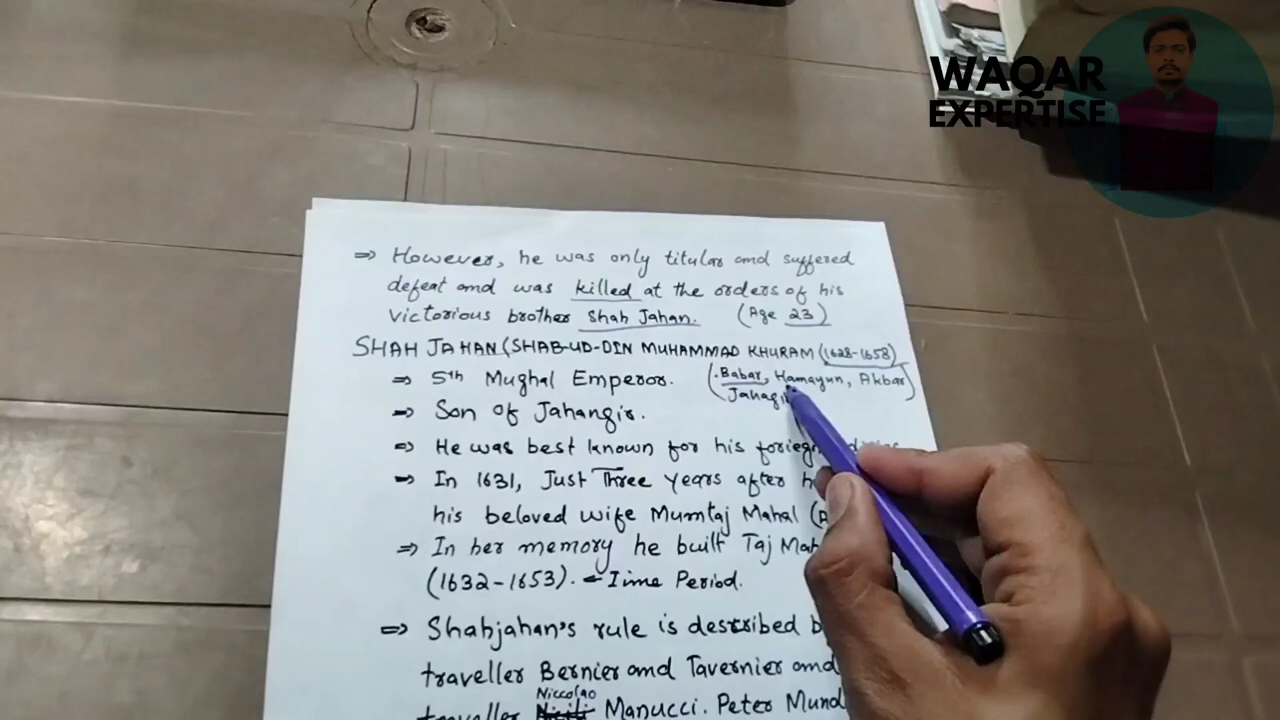 WAQAR
EXPERTISE
⇒ However, he was only titular and suffered
defeat and was killed at the orders of his
victorious brother Shah Jahan. (Age 23)
SHAH JAHAN (SHAB-UD-DIN MUHAMMAD KHURAM (1628-1658)
⇒ 5th Mughal Emperor. (.Babar, Hamayun, Akbar)
Jahagi
⇒ Son of Jahangir.
⇒ He was best known for his foriegn
⇒ In 1631, Just Three years after
his beloved wife Mumtaj Mahal
⇒ In her memory he built Taj
(1632-1653). - Time Period.
⇒ Shahjahan's rule is described
traveller Bernier and Tavernier and
Niccolao
traveller Manucci. Peter